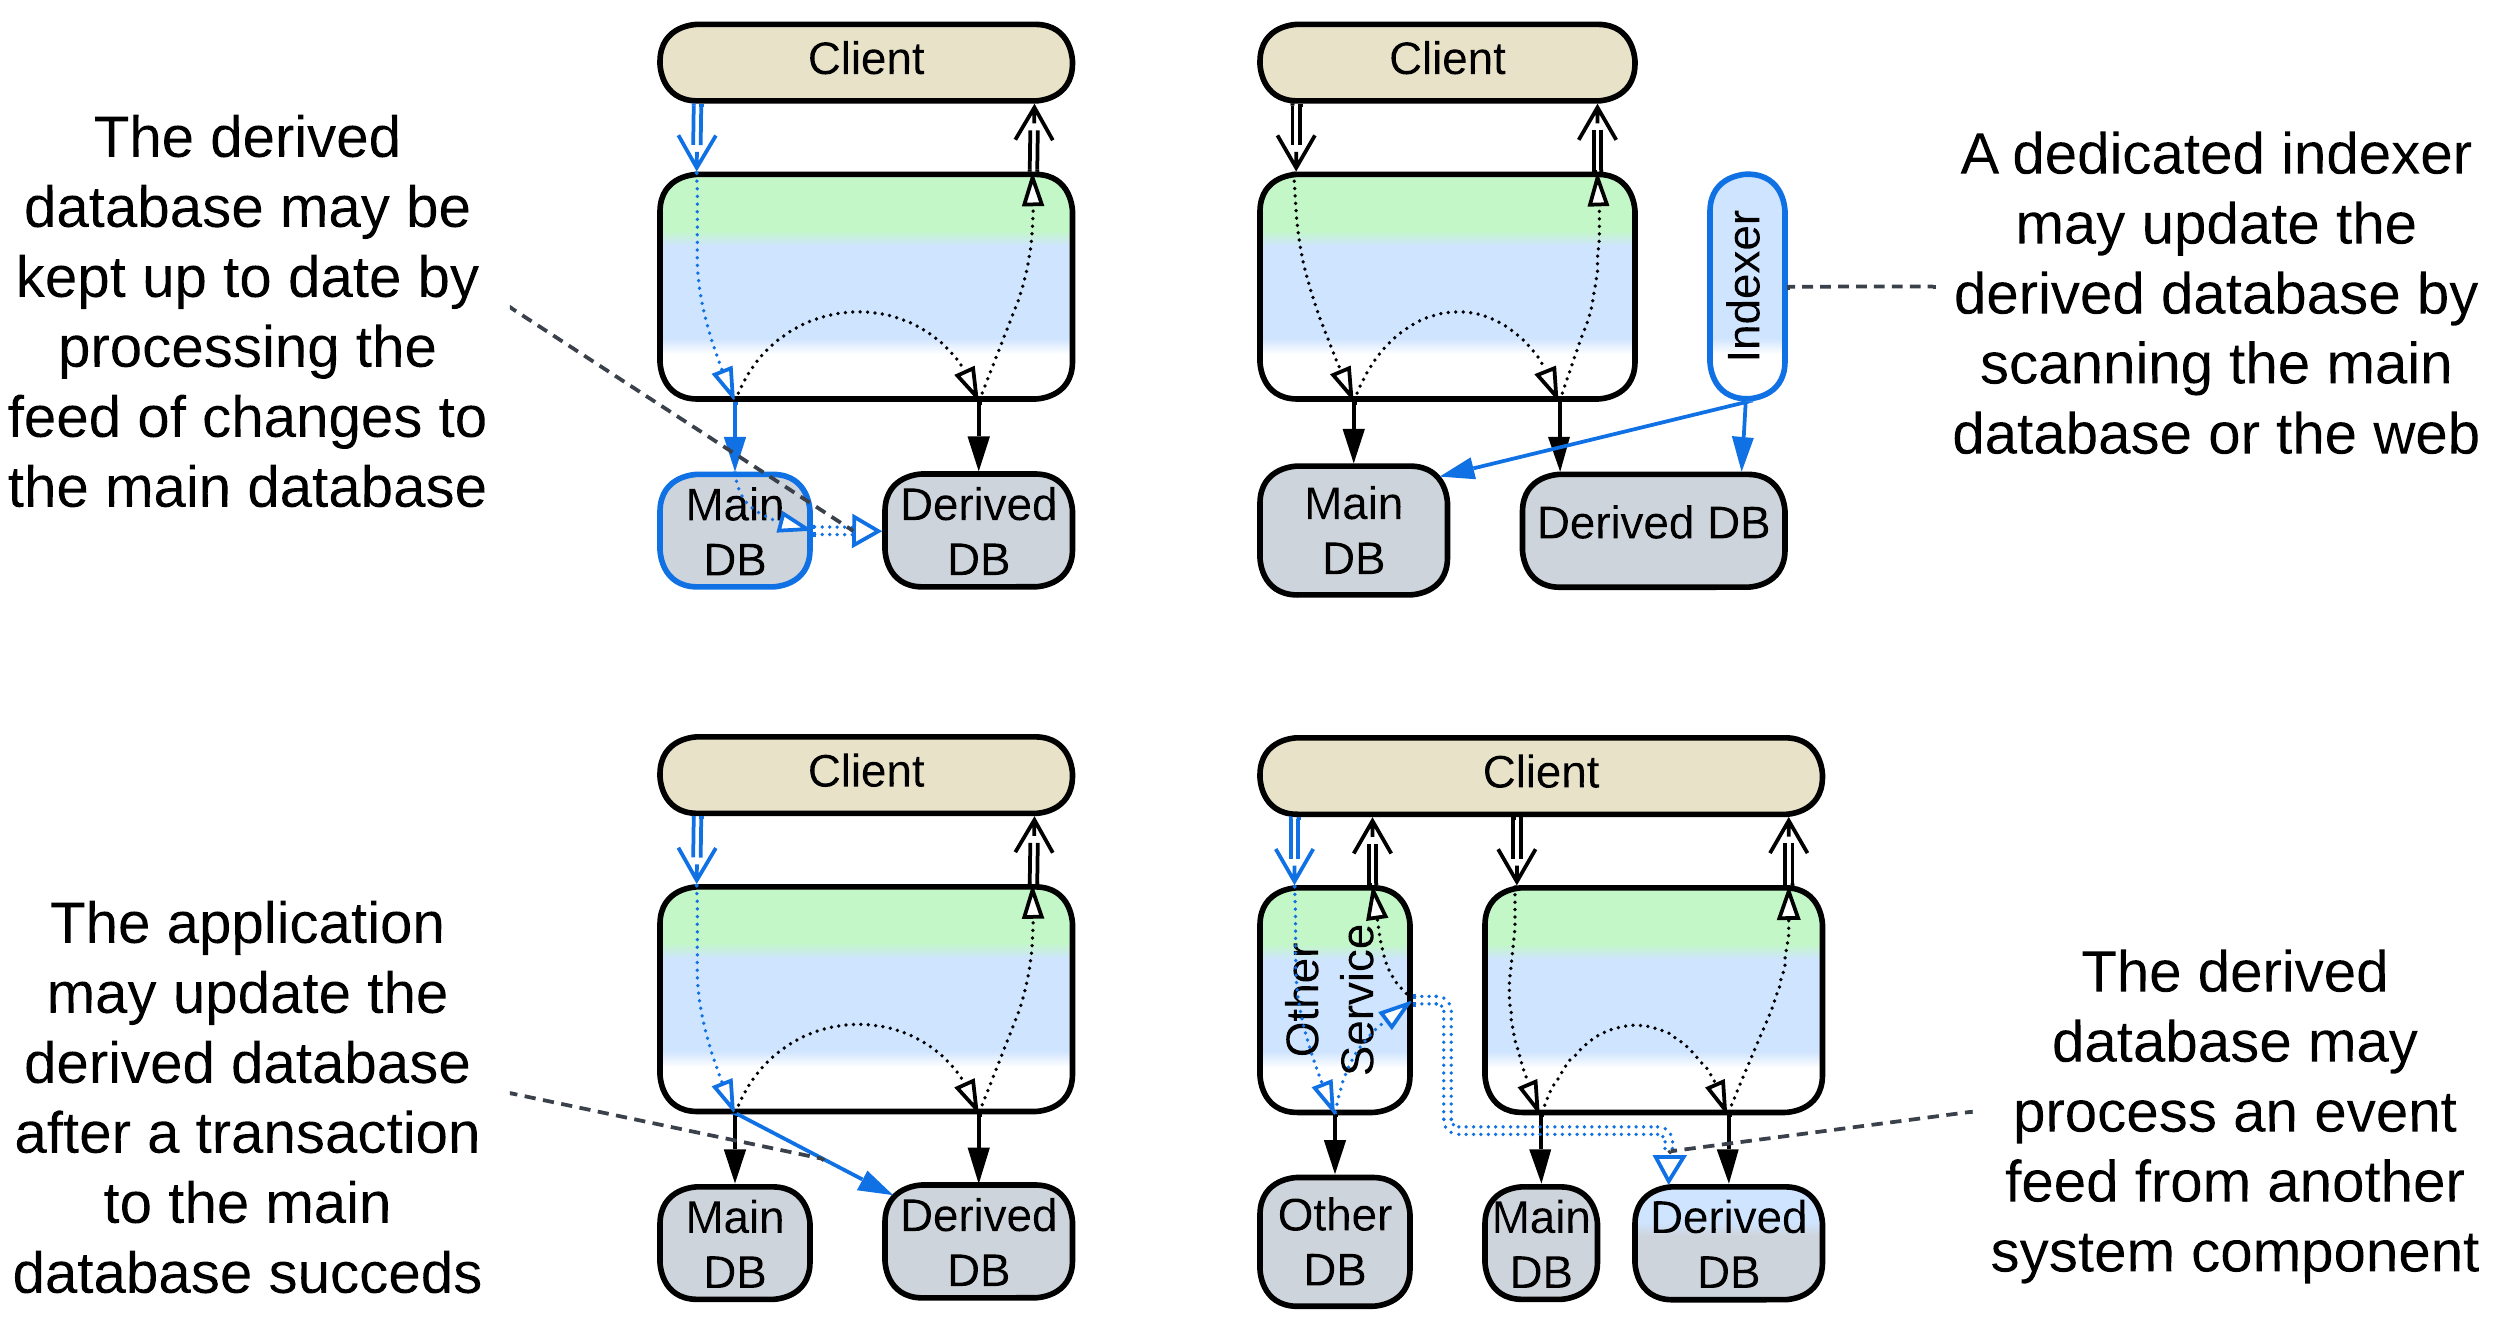 Client
The derived
database may be
kept up to date by
processing the
feed of changes to
the main database
Main
DB
Derived
DB
Client
Indexer
Main
DB
Derived DB
A dedicated indexer
may update the
derived database by
scanning the main
database or the web
Client
The application
may update the
derived database
after a transaction
to the main
database succeds
Main
DB
Derived
DB
Client
Other
Service
Other
DB
Main
DB
Derived
DB
The derived
database may
process an event
feed from another
system component